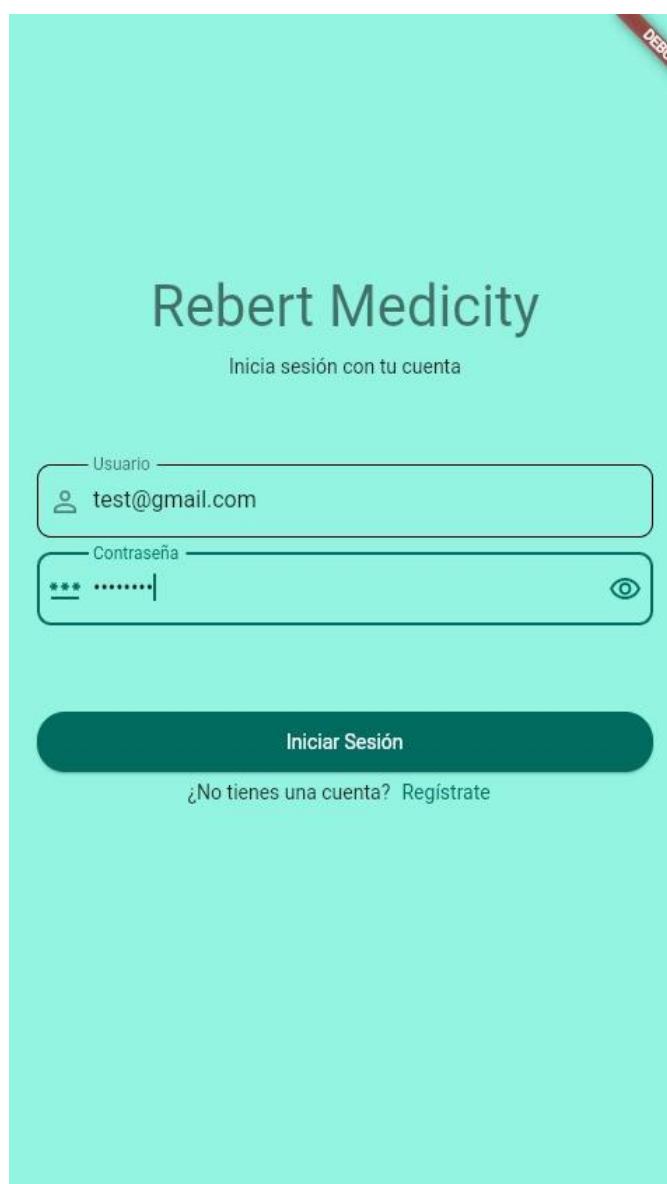 Rebert Medicity
Inicia sesión con tu cuenta
Usuario
test@gmail.com
Contraseña
*** ••••••••
Iniciar Sesión
¿No tienes una cuenta? Regístrate